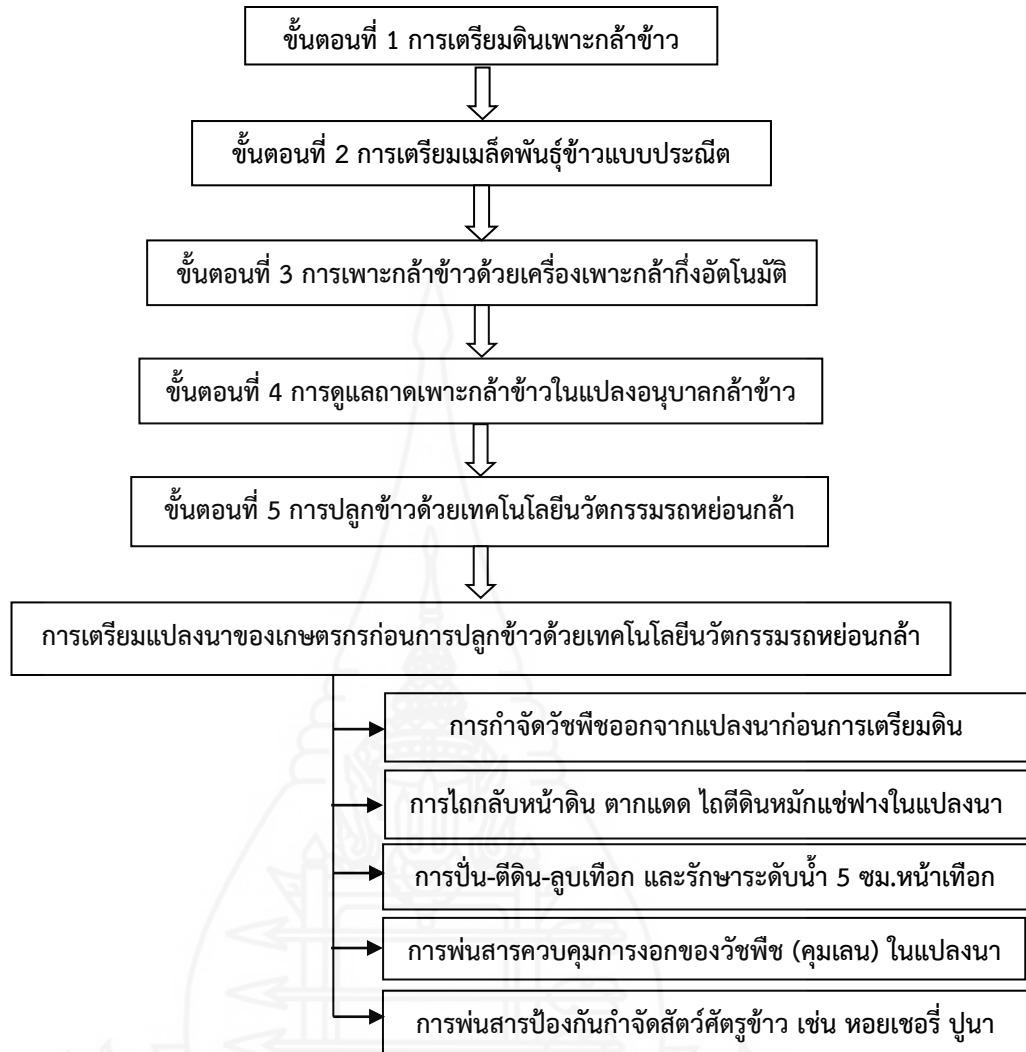 ขั้นตอนที่ 1 การเตรียมดินเพาะกล้าข้าว
ขั้นตอนที่ 2 การเตรียมเมล็ดพันธุ์ข้าวแบบประณีต
ขั้นตอนที่ 3 การเพาะกล้าข้าวด้วยเครื่องเพาะกล้ากึ่งอัตโนมัติ
ขั้นตอนที่ 4 การดูแลถาดเพาะกล้าข้าวในแปลงอนุบาลกล้าข้าว
ขั้นตอนที่ 5 การปลูกข้าวด้วยเทคโนโลยีนวัตกรรมรถหย่อนกล้า
การเตรียมแปลงนาของเกษตรกรก่อนการปลูกข้าวด้วยเทคโนโลยีนวัตกรรมรถหย่อนกล้า
การกำจัดวัชพืชออกจากแปลงนาก่อนการเตรียมดิน
การไถกลับหน้าดิน ตากแดด ไถตีดินหมักแช่ฟางในแปลงนา
การปั่น-ตีดิน-ลูบเทือก และรักษาระดับน้ำ 5 ซม.หน้าเทือก
การพ่นสารควบคุมการงอกของวัชพืช (คุมเลน) ในแปลงนา
การพ่นสารป้องกันกำจัดสัตว์ศัตรูข้าว เช่น หอยเชอรี่ ปูนา